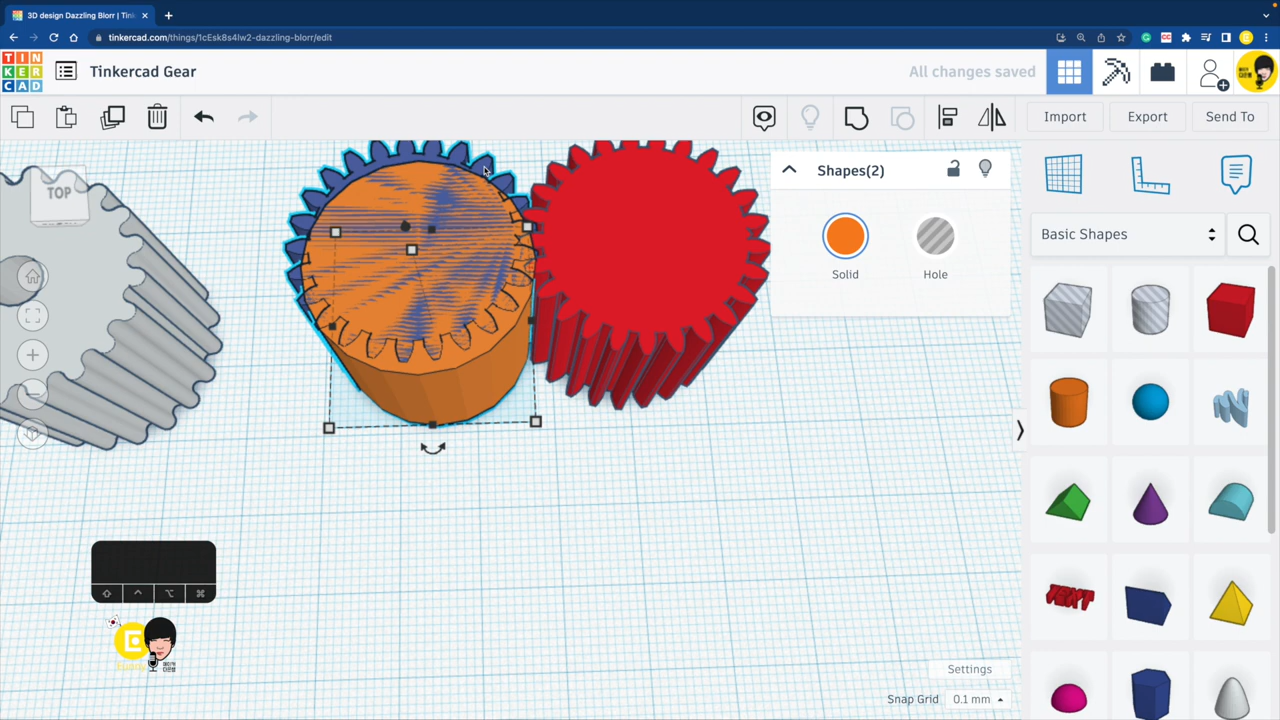 3D design Dazzling Blorr | Tin
tinkercad.com/things/1cEsk8s4lw2-dazzling-blorr/edit
TIN
KER
CAD
Tinkercad Gear
All changes saved
Import
Export
Send To
TOP
Shapes(2)
Solid
Hole
Basic Shapes
TEXT
Settings
Snap Grid
0.1 mm